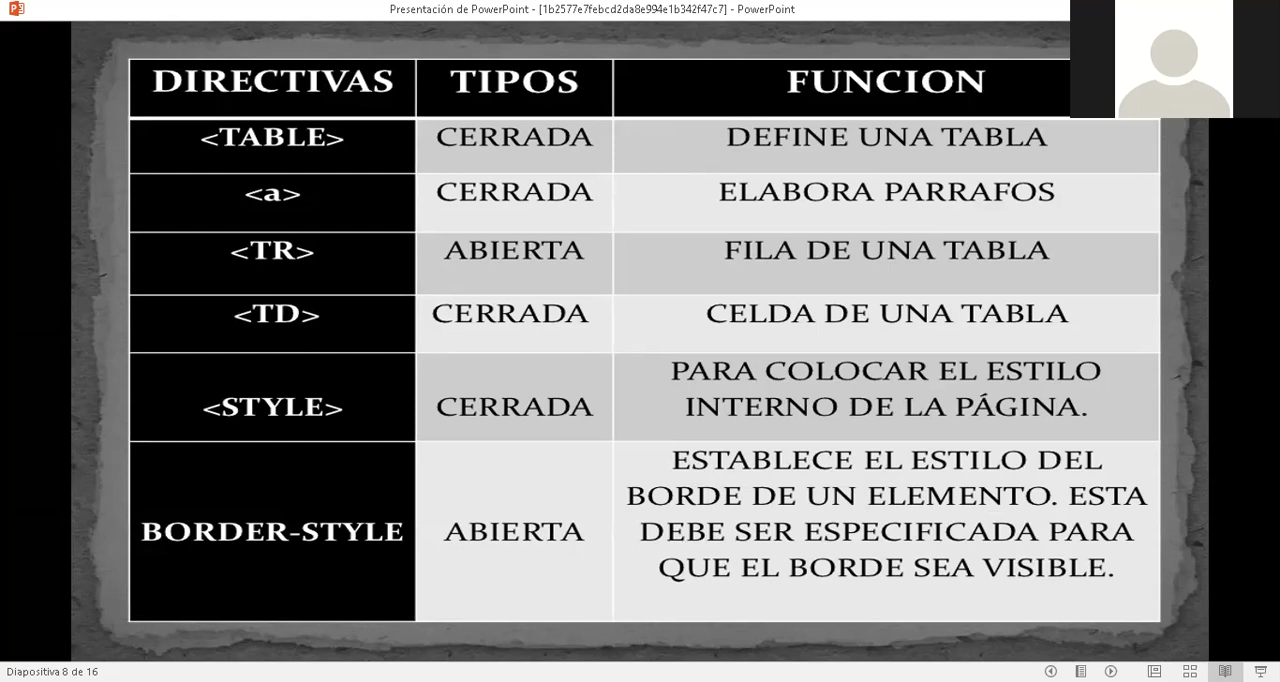 Presentación de PowerPoint - [1b2577e7febcd2da8e994e1b342f47c7] - PowerPoint
DIRECTIVAS TIPOS FUNCION
<TABLE> CERRADA DEFINE UNA TABLA
<a> CERRADA ELABORA PARRAFOS
<TR> ABIERTA FILA DE UNA TABLA
<TD> CERRADA CELDA DE UNA TABLA
<STYLE> CERRADA PARA COLOCAR EL ESTILO
INTERNO DE LA PÁGINA.
BORDER-STYLE ABIERTA ESTABLECE EL ESTILO DEL
BORDE DE UN ELEMENTO. ESTA
DEBE SER ESPECIFICADA PARA
QUE EL BORDE SEA VISIBLE.
Diapositiva 8 de 16